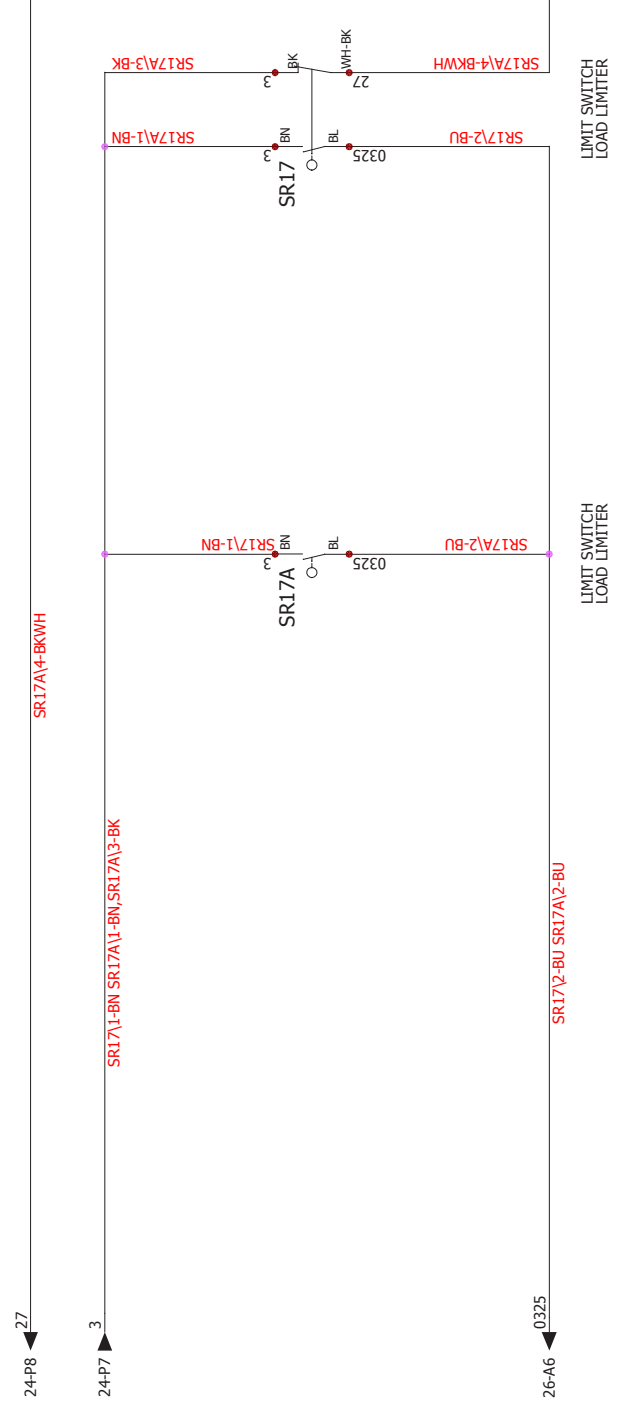 SR17A\3-BK
3
BK
WH-BK
27
SR17A\4-BKWH
SR17A\1-BN
3
BN
BL
0325
SR17\2-BU
SR17
LIMIT SWITCH
LOAD LIMITER
SR17\1-BN
3
BN
BL
0325
SR17A\2-BU
SR17A
LIMIT SWITCH
LOAD LIMITER
SR17A\4-BKWH
SR17\1-BN SR17A\1-BN,SR17A\3-BK
SR17\2-BU SR17A\2-BU
27
24-P8
3
24-P7
0325
26-A6